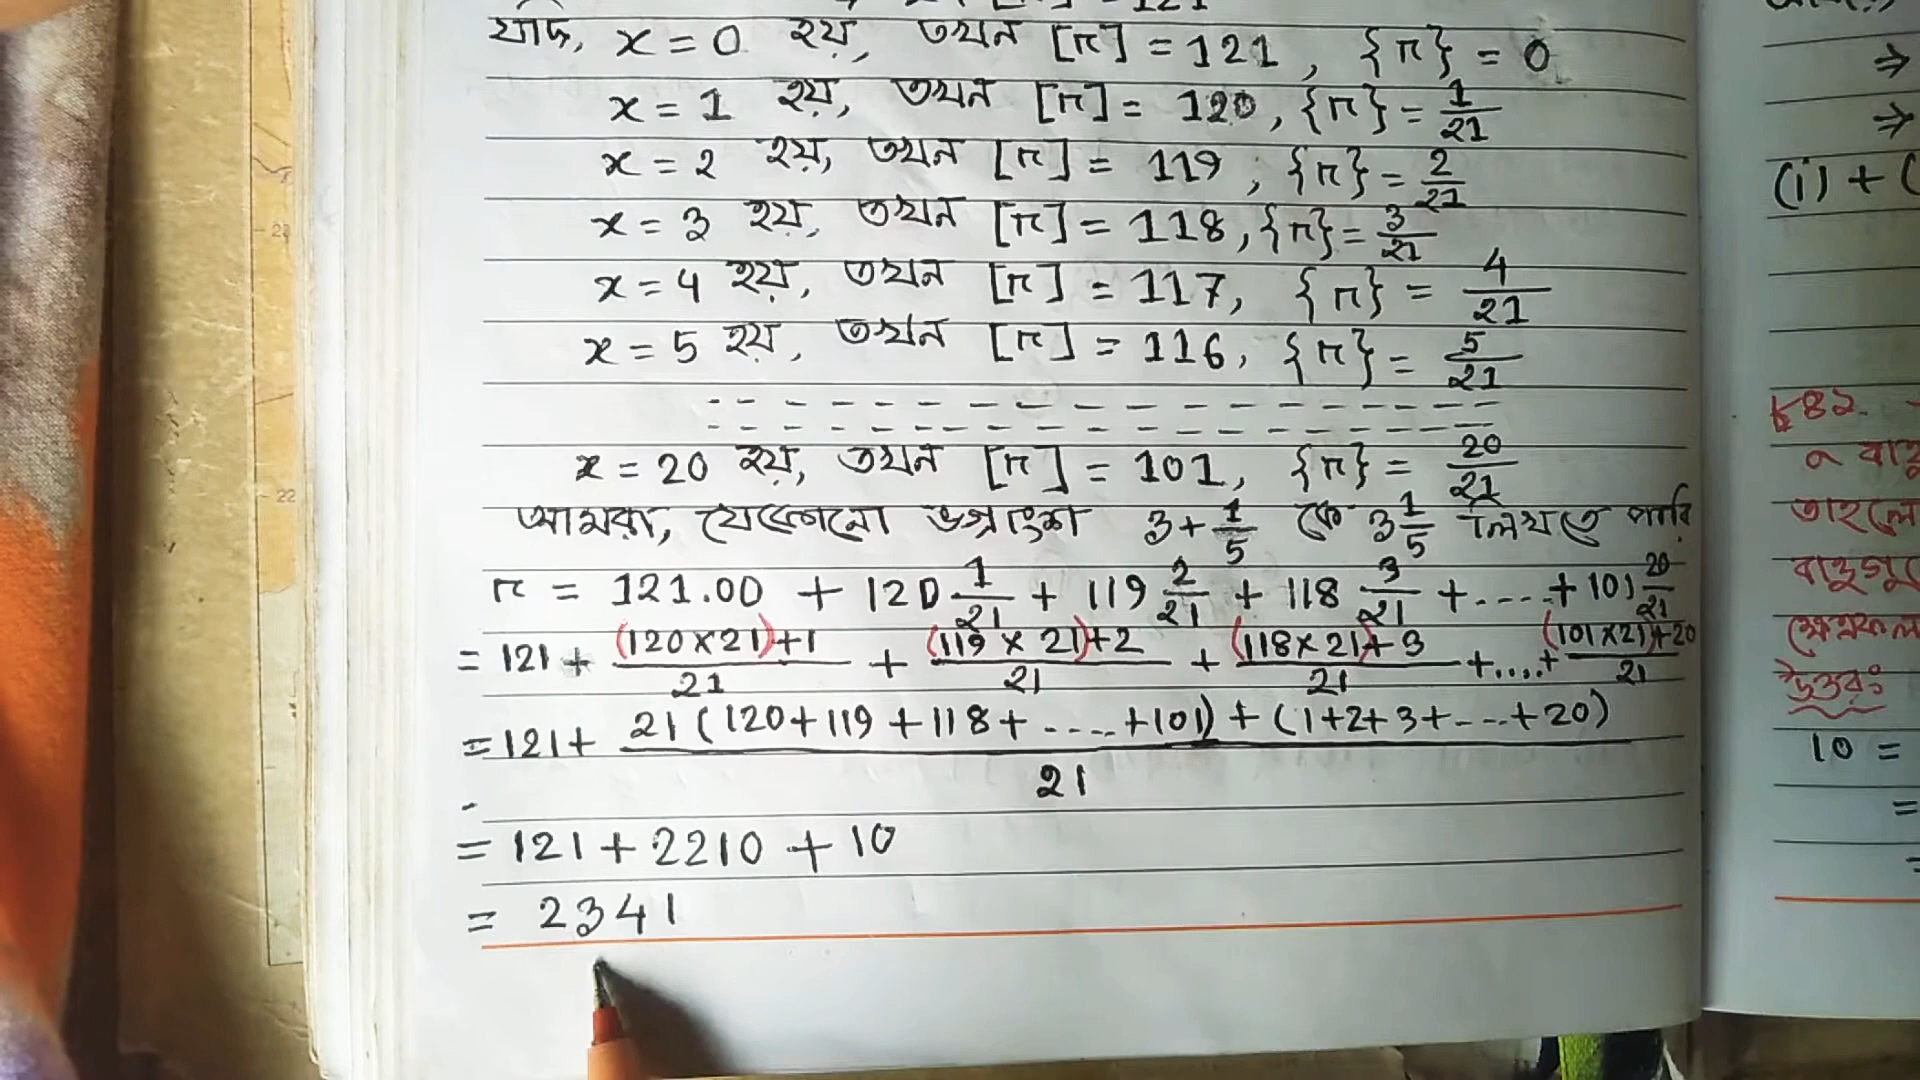 যদি, x = 0 হয়, তখন [n] = 121, {n} = 0
x = 1 হয়, তখন [n] = 120, {n} = 1/21
x = 2 হয়, তখন [n] = 119, {n} = 2/21
x = 3 হয়, তখন [n] = 118, {n} = 3/21
x = 4 হয়, তখন [n] = 117, {n} = 4/21
x = 5 হয়, তখন [n] = 116, {n} = 5/21
x = 20 হয়, তখন [n] = 101, {n} = 20/21
আমরা, যেকোনো ভগ্নাংশ 3 + 1/5 কে 3 1/5 লিখতে পারি
n = 121.00 + 120 1/21 + 119 2/21 + 118 3/21 + ..... + 101 20/21
= 121 + (120×21)+1/21 + (119×21)+2/21 + (118×21)+3/21 + .... + (101×21)+20/21
= 121 + 21(120+119+118+.....+101) + (1+2+3+.....+20)/21
= 121 + 2210 + 10
= 2341
(i) + (
তাহলে
উত্তরঃ
10 =